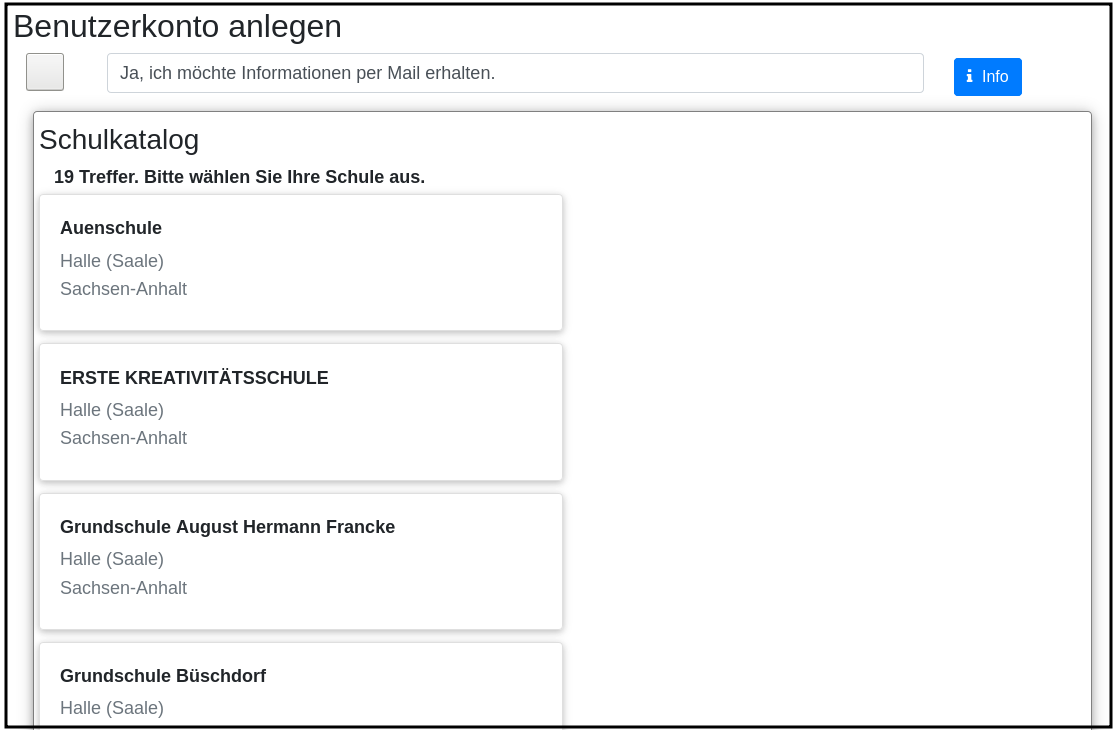 Benutzerkonto anlegen
Ja, ich möchte Informationen per Mail erhalten.
Info
Schulkatalog
19 Treffer. Bitte wählen Sie Ihre Schule aus.
Auenschule
Halle (Saale)
Sachsen-Anhalt
ERSTE KREATIVITÄTSSCHULE
Halle (Saale)
Sachsen-Anhalt
Grundschule August Hermann Francke
Halle (Saale)
Sachsen-Anhalt
Grundschule Büschdorf
Halle (Saale)